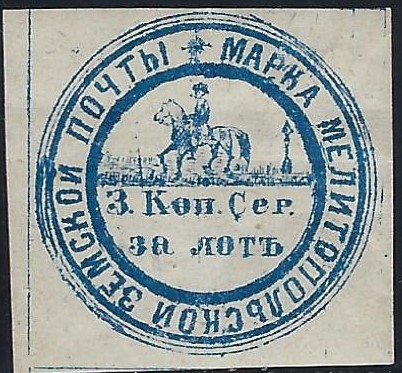 МАРКА МЕЛИТОПОЛЬСКОЙ ЗЕМСКОЙ ПОЧТЫ
3. Коп. Сер.
за лотъ